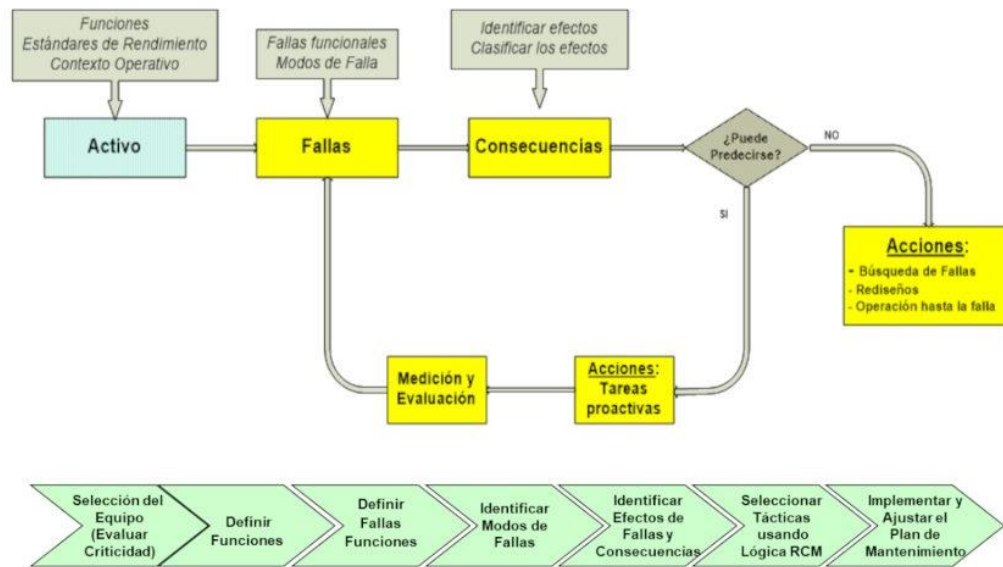 Funciones
Estándares de Rendimiento
Contexto Operativo
Fallas funcionales
Modos de Falla
Identificar efectos
Clasificar los efectos
Activo
Fallas
Consecuencias
¿Puede
Predecirse?
NO
SI
Acciones:
- Búsqueda de Fallas
- Rediseños
- Operación hasta la falla
Medición y
Evaluación
Acciones:
Tareas
proactivas
Selección del
Equipo
(Evaluar
Criticidad)
Definir
Funciones
Definir
Fallas
Funciones
Identificar
Modos de
Fallas
Identificar
Efectos de
Fallas y
Consecuencias
Seleccionar
Tácticas
usando
Lógica RCM
Implementar y
Ajustar el
Plan de
Mantenimiento